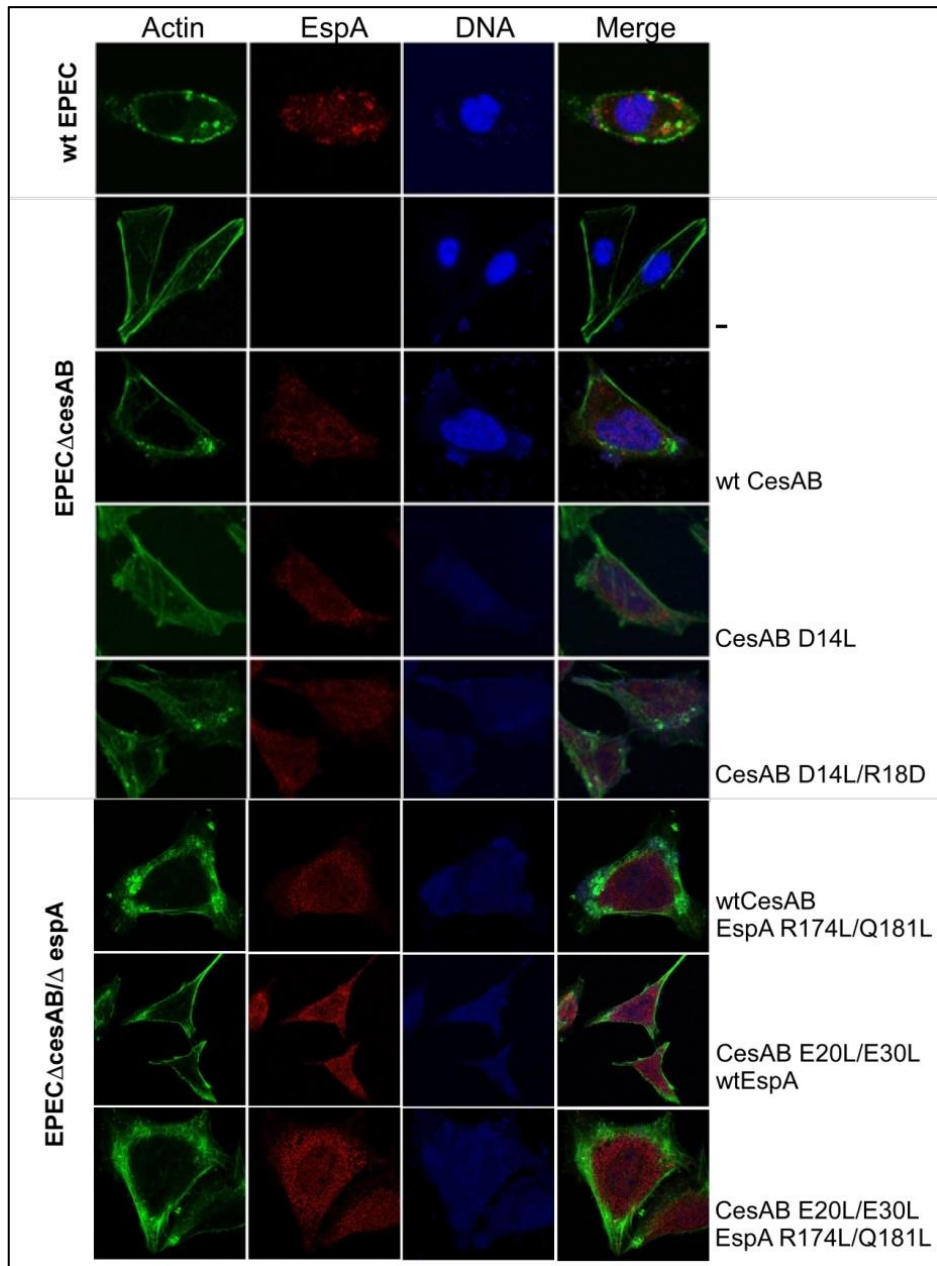 Actin EspA DNA Merge
wt EPEC
EPECΔcesAB
-
wt CesAB
CesAB D14L
CesAB D14L/R18D
EPECΔcesAB/Δ espA
wtCesAB
EspA R174L/Q181L
CesAB E20L/E30L
wtEspA
CesAB E20L/E30L
EspA R174L/Q181L